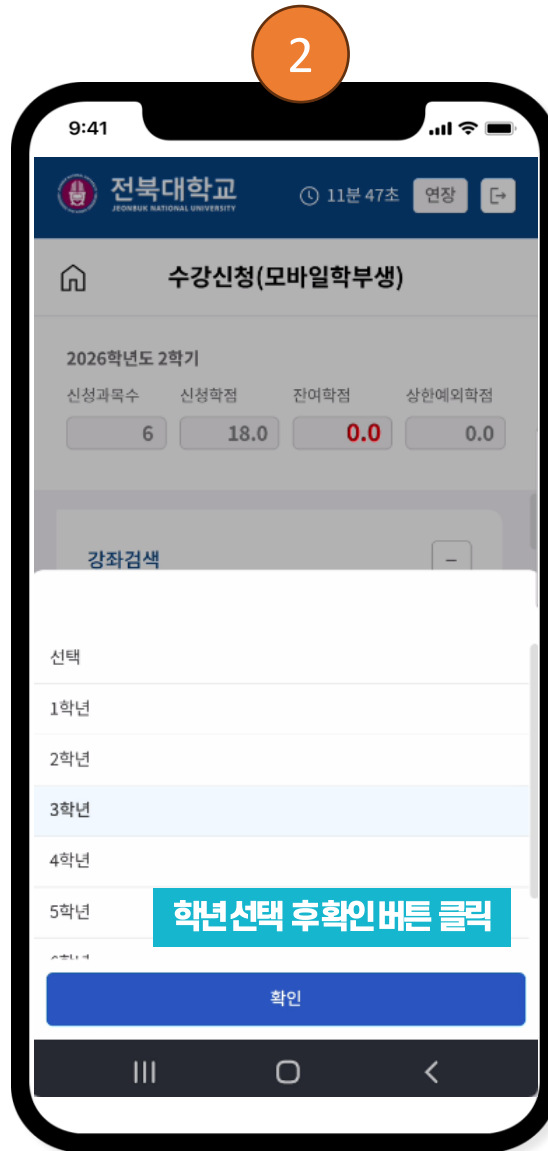 2
9:41
전북대학교
JEONBUK NATIONAL UNIVERSITY
11분 47초 연장
수강신청(모바일학부생)
2026학년도 2학기
신청과목수 신청학점 잔여학점 상한예외학점
6 18.0 0.0 0.0
강좌검색
선택
1학년
2학년
3학년
4학년
5학년
학년 선택 후 확인 버튼 클릭
확인